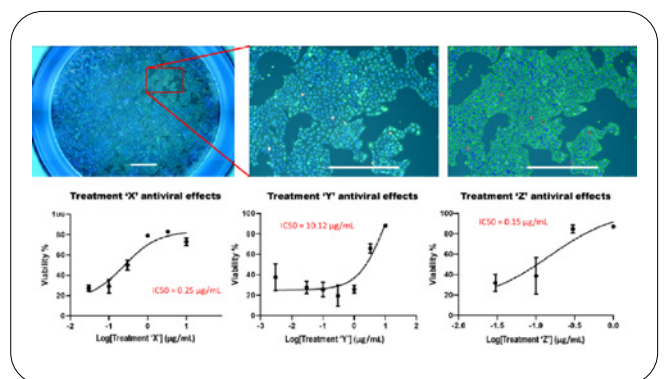 Treatment 'X' antiviral effects
Viability %
100
80
60
40
20
0
IC50 = 0.25 µg/mL
-2 -1 0 1 2
Log[Treatment 'X'] (µg/mL)
Treatment 'Y' antiviral effects
Viability %
100
80
60
40
20
0
IC50 = 10.12 µg/mL
-3 -2 -1 0 1 2
Log[Treatment 'Y'] (µg/mL)
Treatment 'Z' antiviral effects
Viability %
100
80
60
40
20
0
IC50 = 0.15 µg/mL
-2.0 -1.5 -1.0 -0.5 0.0
Log[Treatment 'Z'] (µg/mL)